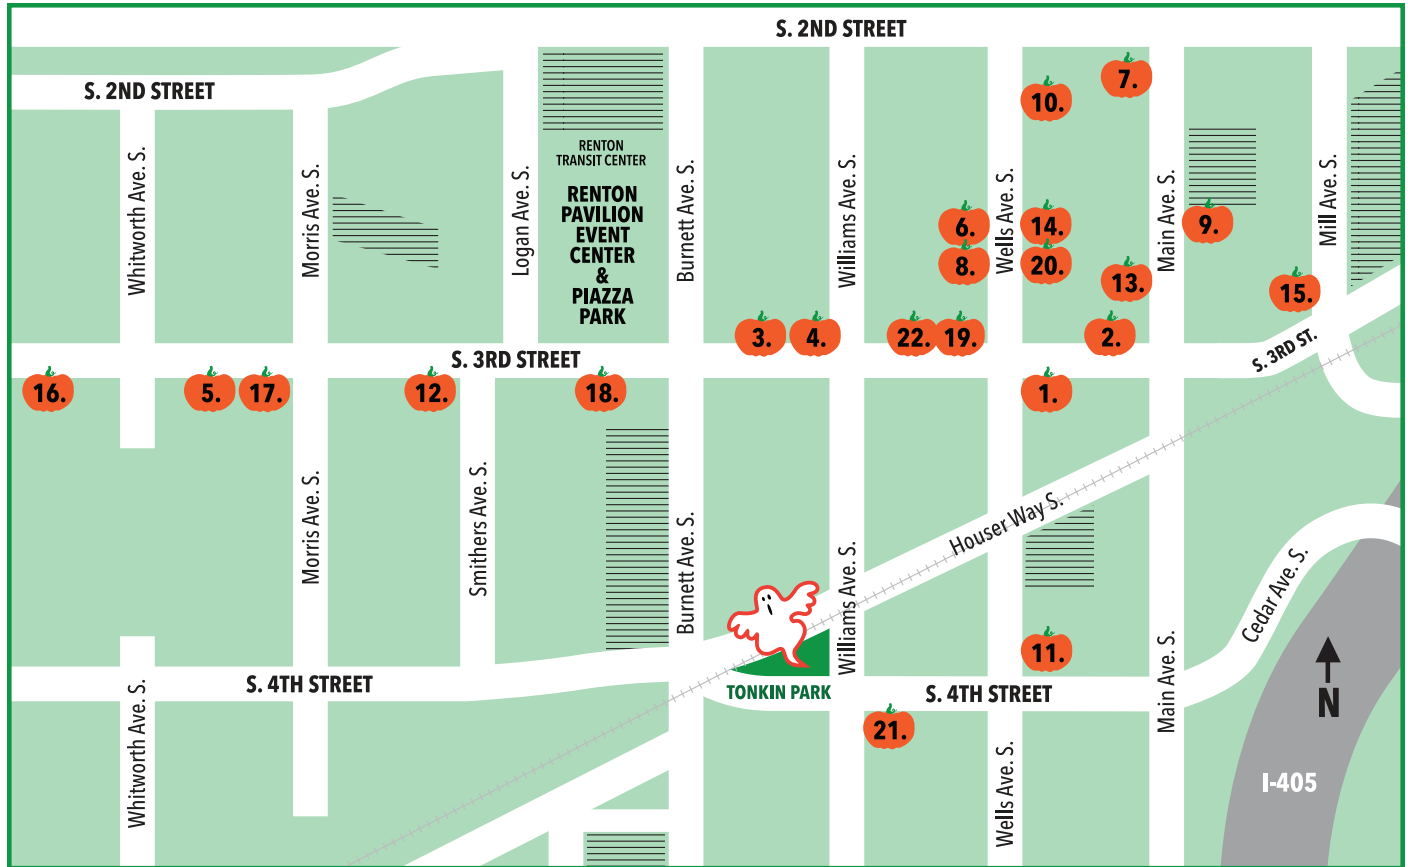 S. 2ND STREET
S. 2ND STREET
7.
10.
RENTON
TRANSIT CENTER
RENTON
PAVILION
EVENT
CENTER
&
PIAZZA
PARK
Whitworth Ave. S.
Morris Ave. S.
Logan Ave. S.
Burnett Ave. S.
Williams Ave. S.
Wells Ave. S.
Main Ave. S.
Mill Ave. S.
6.
14.
9.
8.
20.
13.
15.
3.
4.
22.
19.
2.
S. 3RD STREET
S. 3RD ST.
16.
5.
17.
12.
18.
1.
Morris Ave. S.
Smithers Ave. S.
Burnett Ave. S.
Williams Ave. S.
Houser Way S.
Cedar Ave. S.
11.
S. 4TH STREET
TONKIN PARK
S. 4TH STREET
Main Ave. S.
N
21.
Whitworth Ave. S.
Wells Ave. S.
I-405